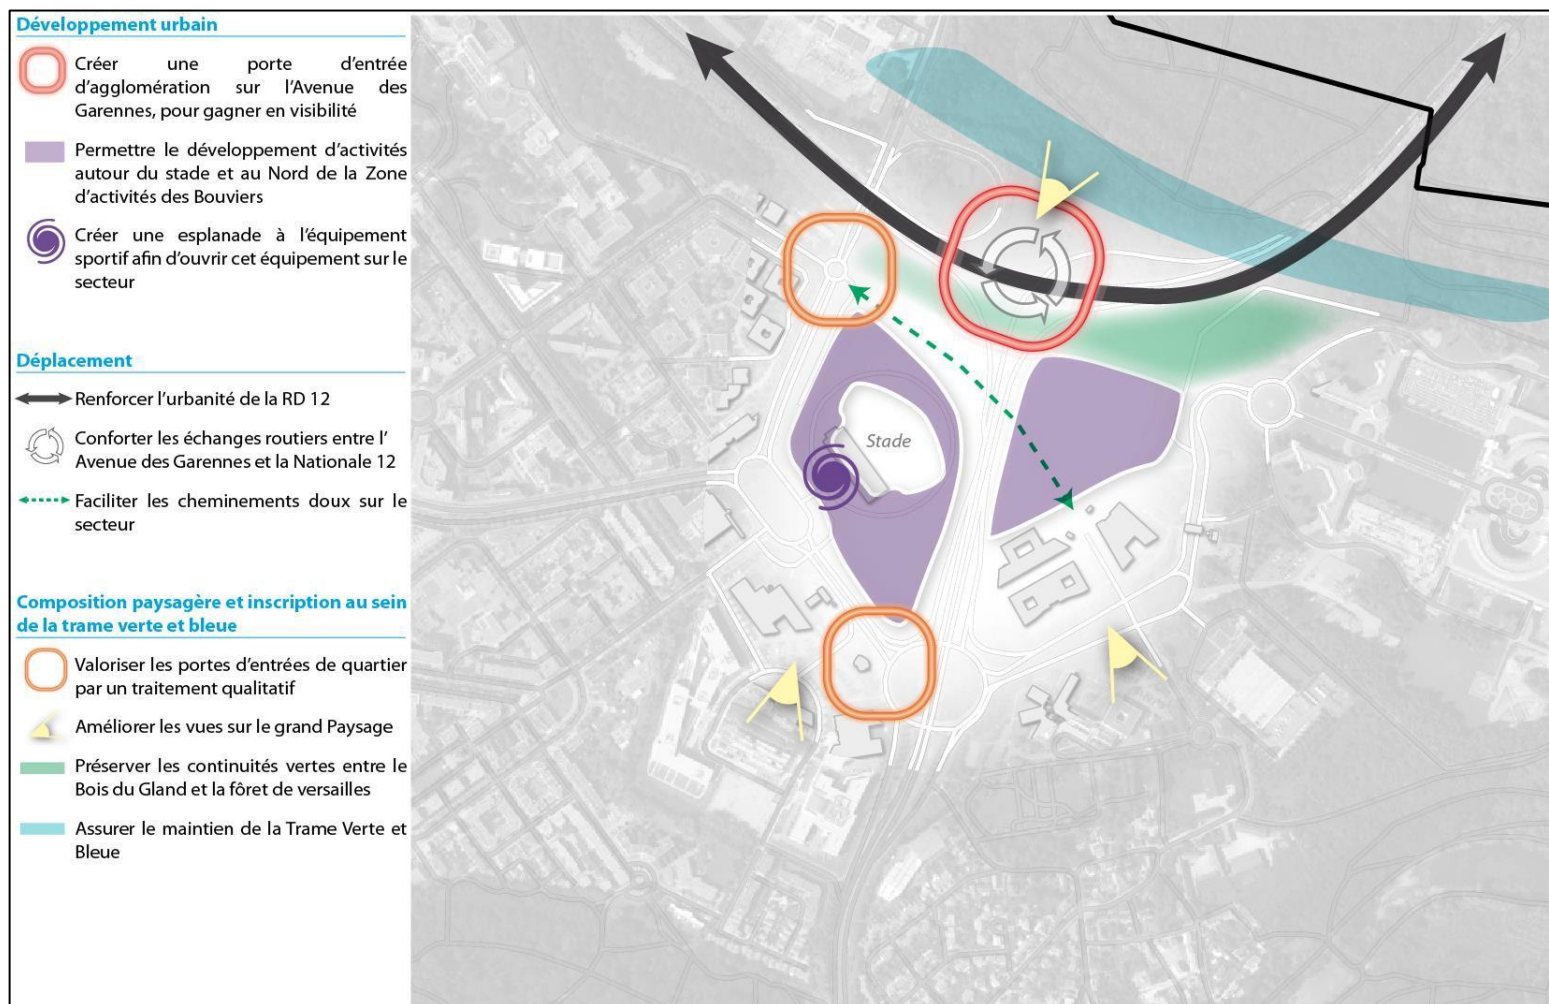 Développement urbain
Créer une porte d'entrée
d'agglomération sur l'Avenue des
Garennes, pour gagner en visibilité
Permettre le développement d'activités
autour du stade et au Nord de la Zone
d'activités des Bouviers
Créer une esplanade à l'équipement
sportif afin d'ouvrir cet équipement sur le
secteur
Déplacement
Renforcer l'urbanité de la RD 12
Conforter les échanges routiers entre l'
Avenue des Garennes et la Nationale 12
Faciliter les cheminements doux sur le
secteur
Composition paysagère et inscription au sein
de la trame verte et bleue
Valoriser les portes d'entrées de quartier
par un traitement qualitatif
Améliorer les vues sur le grand Paysage
Préserver les continuités vertes entre le
Bois du Gland et la fôret de versailles
Assurer le maintien de la Trame Verte et
Bleue
Stade